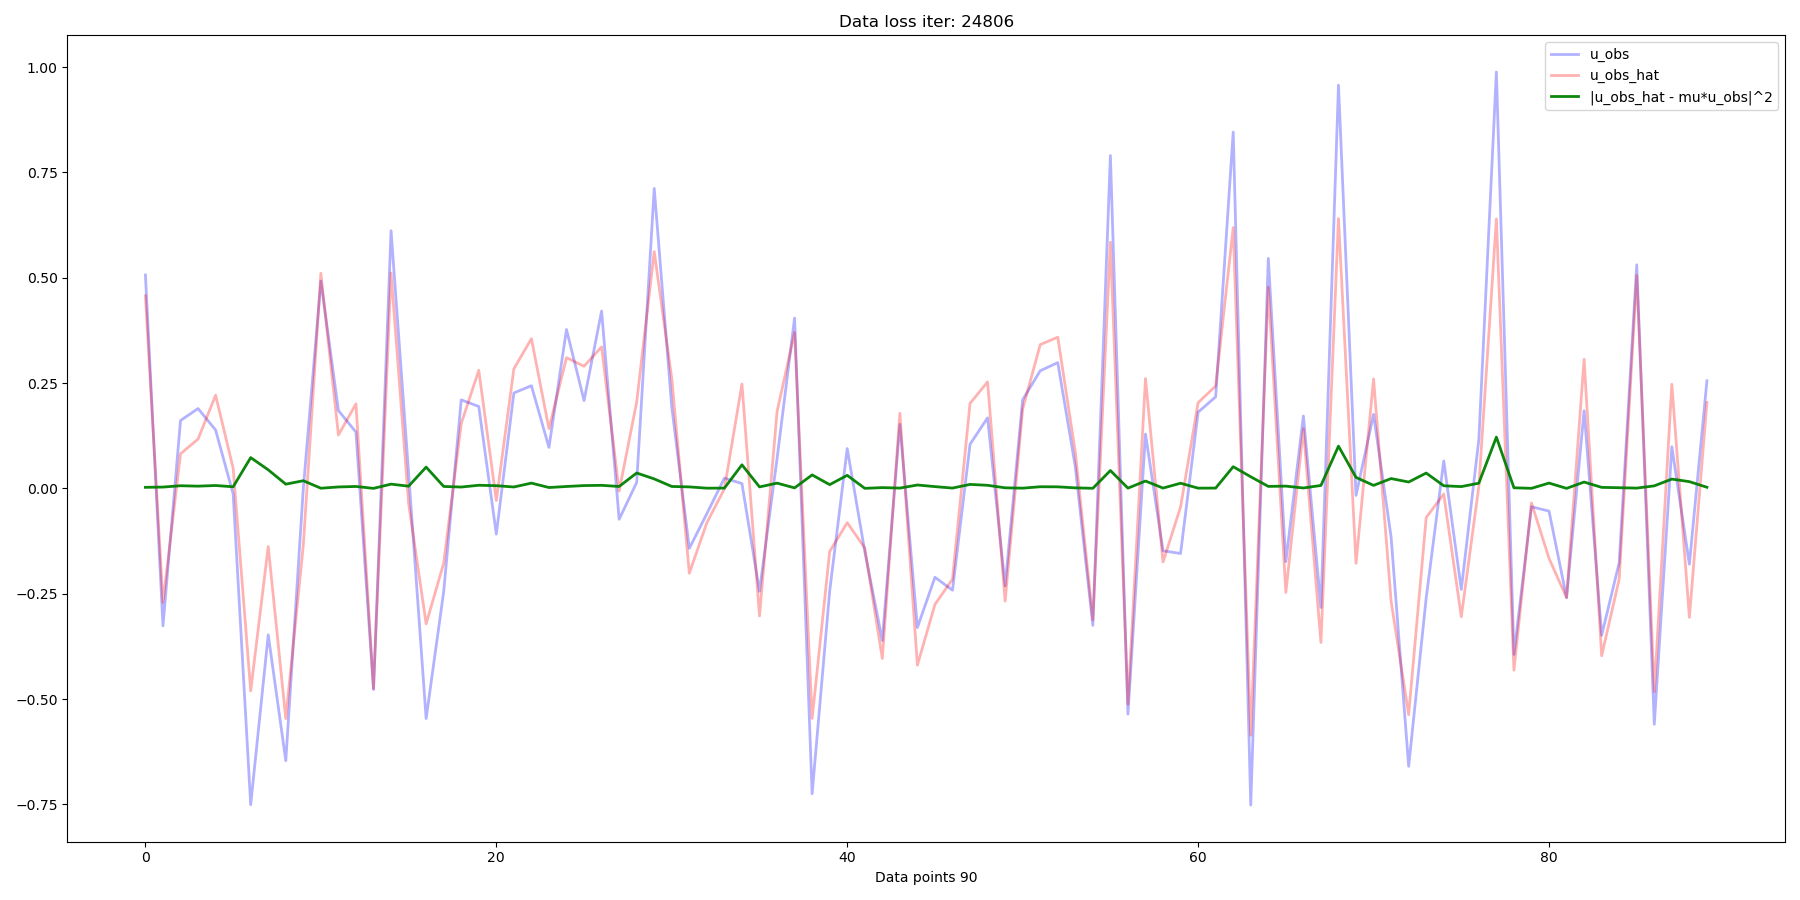 Data loss iter: 24806
u_obs
u_obs_hat
|u_obs_hat - mu*u_obs|^2
1.00
0.75
0.50
0.25
0.00
−0.25
−0.50
−0.75
0 20 40 60 80
Data points 90